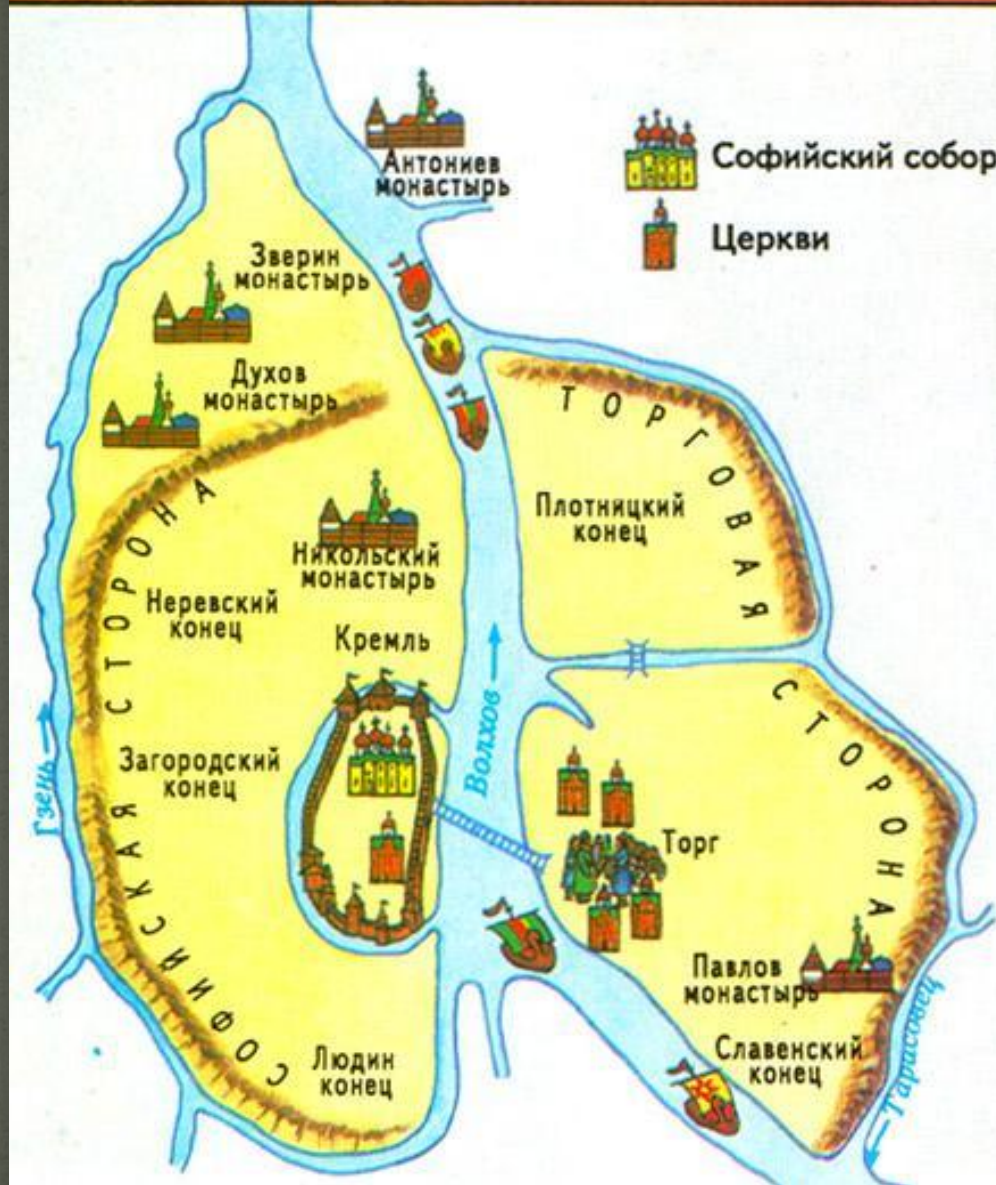 Антониев
монастырь
Софийский собор
Церкви
Зверин
монастырь
Духов
монастырь
ТОРГОВАЯ
Плотницкий
конец
Никольский
монастырь
Неревский
конец
Кремль
СОФИЙСКАЯ СТОРОНА
Волхов
СТОРОНА
Загородский
конец
Гзень
Торг
Павлов
монастырь
Славенский
конец
Людин
конец
Тарасовец